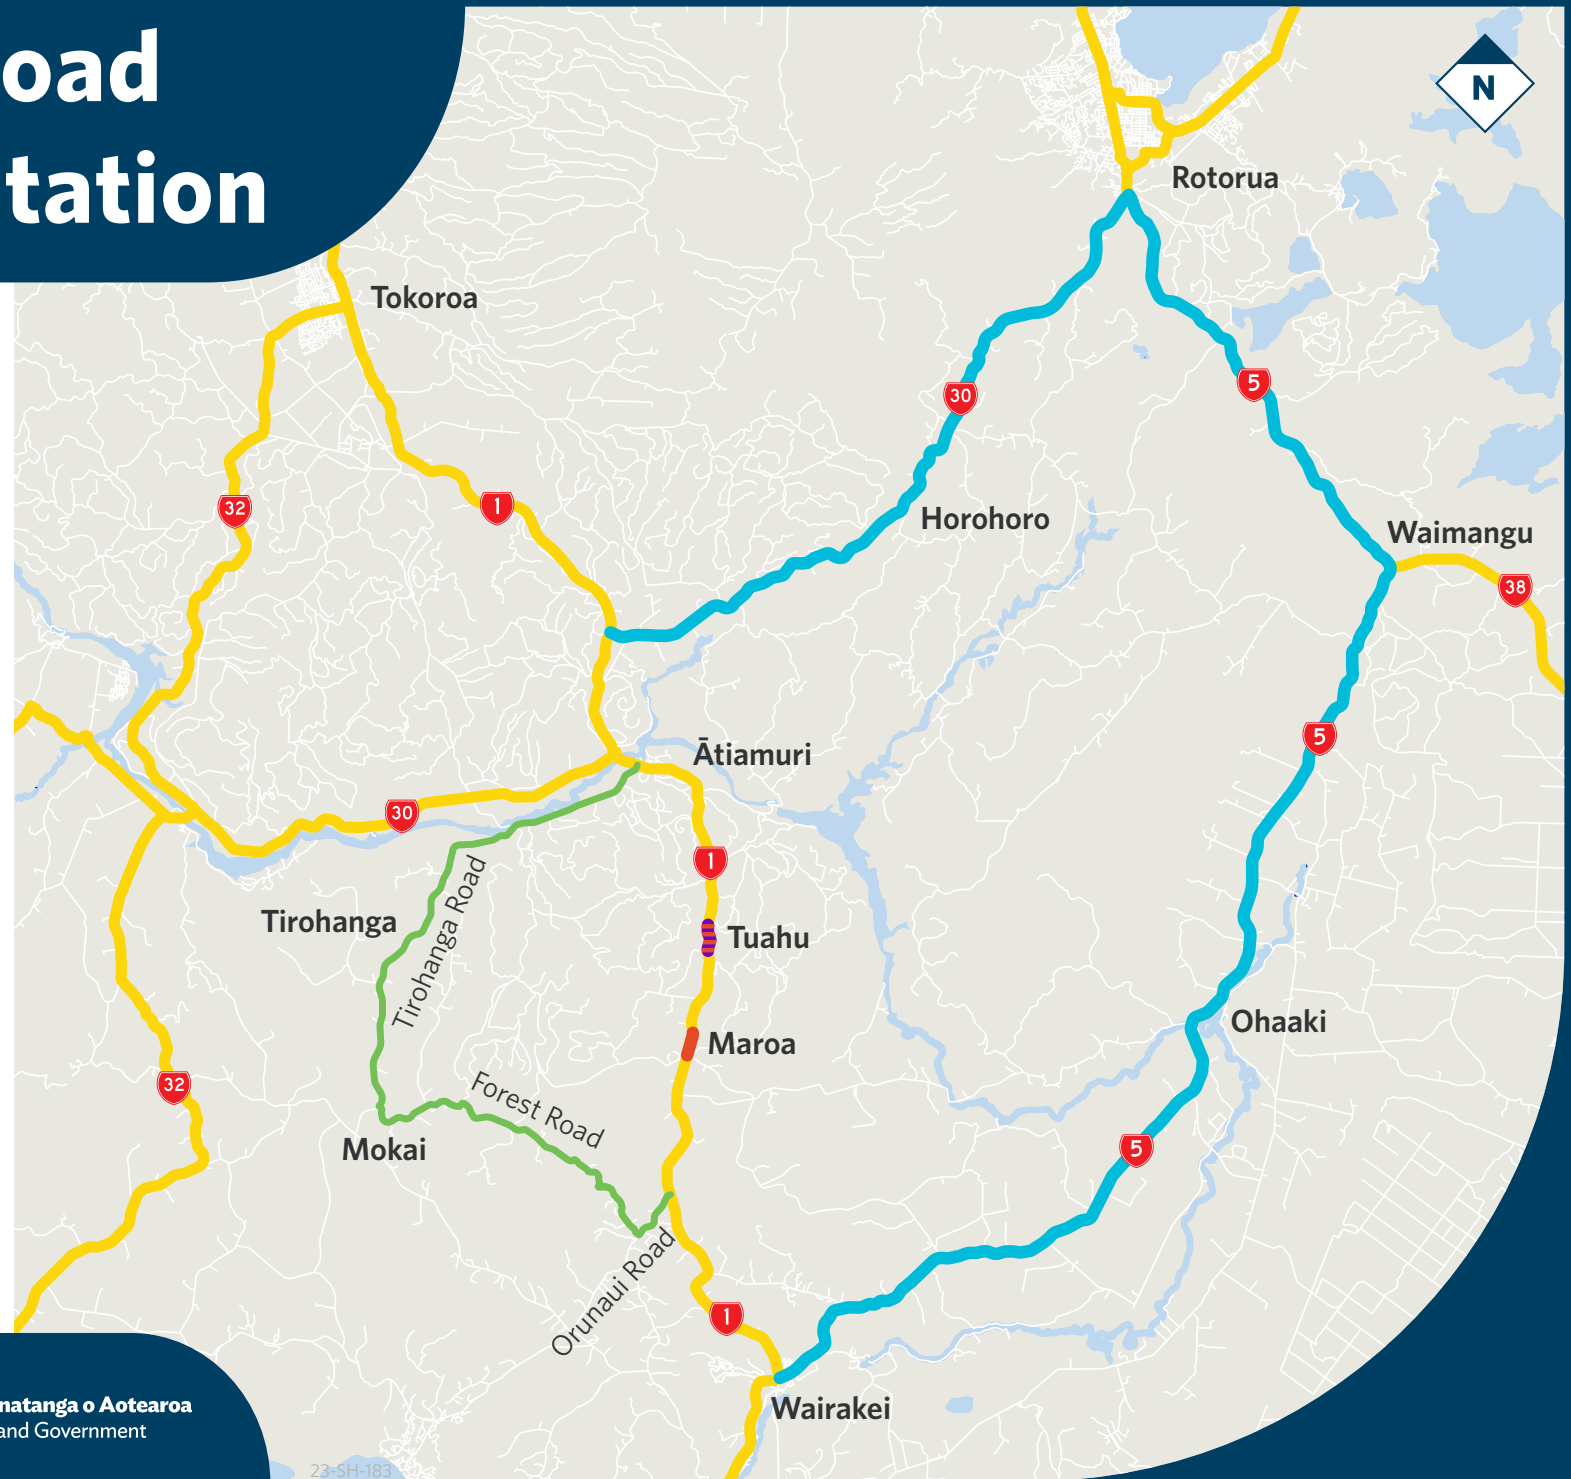 oad
tation
N
Rotorua
Tokoroa
30
5
32
1
Horohoro
Waimangu
38
5
Ātiamuri
30
1
Tirohanga
Tirohanga Road
Tuahu
Ohaaki
Maroa
32
Forest Road
Mokai
5
Orunaui Road
1
natanga o Aotearoa
and Government
Wairakei
23-SH-183